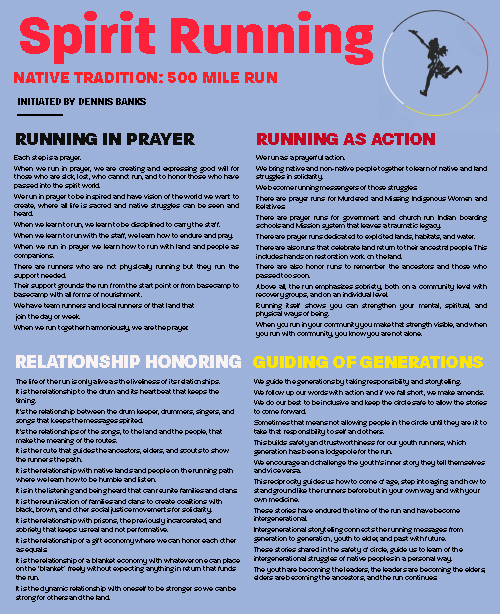 Spirit Running
NATIVE TRADITION: 500 MILE RUN
INITIATED BY DENNIS BANKS
RUNNING IN PRAYER
Each step is a prayer.
When we run in prayer, we are creating and expressing good will for
those who are sick, lost, who cannot run, and to honor those who have
passed into the spirit world.
We run in prayer to be inspired and have vision of the world we want to
create, where all life is sacred and native struggles can be seen and
heard.
When we learn to run, we learn to be disciplined to carry the staff.
When we learn to run with the staff, we learn how to endure and pray.
When we run in prayer we learn how to run with land and people as
companions.
There are runners who are not physically running but they run the
support needed.
Their support grounds the run from the start point or from basecamp to
basecamp with all forms of nourishment.
We have team runners and local runners of that land that
join the day or week.
When we run together harmoniously, we are the prayer.
RUNNING AS ACTION
We run as a prayerful action.
We bring native and non-native people together to learn of native and land
struggles in solidarity.
We become running messengers of those struggles.
There are prayer runs for Murdered and Missing Indigenous Women and
Relatives
There are prayer runs for government and church run Indian boarding
schools and Mission system that leaves a traumatic legacy.
There are prayer runs dedicated to exploited lands, habitats, and water.
There are also runs that celebrate land return to their ancestral people. This
includes hands on restoration work on the land.
There are also honor runs to remember the ancestors and those who
passed too soon.
Above all, the run emphasizes sobriety, both on a community level with
recovery groups, and on an individual level.
Running itself shows you can strengthen your mental, spiritual, and
physical ways of being.
When you run in your community you make that strength visible, and when
you run with community, you know you are not alone.
RELATIONSHIP HONORING
The life of the run is only alive as the liveliness of its relationships.
It is the relationship to the drum and its heartbeat that keeps the
timing.
It's the relationship between the drum keeper, drummers, singers, and
songs that keeps the messages spirited.
It's the relationships of the songs, to the land and the people, that
make the meaning of the routes.
It is the route that guides the ancestors, elders, and scouts to show
the runners the path.
It is the relationship with native lands and people on the running path
where we learn how to be humble and listen.
It is in the listening and being heard that can reunite families and clans.
It is the reunication of families and clans to create coalitions with
black, brown, and other social justice movements for solidarity.
It is the relationship with prisons, the previously incarcerated, and
sobriety that keeps us real and not performative.
It is the relationship of a gift economy where we can honor each other
as equals.
It is the relationship of a blanket economy with whatever one can place
on the "blanket" freely without expecting anything in return that funds
the run.
It is the dynamic relationship with oneself to be stronger so we can be
strong for others and the land.
GUIDING OF GENERATIONS
We guide the generations by taking responsibility and storytelling.
We follow up our words with action and if we fall short, we make amends.
We do our best to be inclusive and keep the circle safe to allow the stories
to come forward.
Sometimes that means not allowing people in the circle until they are fit to
take that responsibility to self and others.
This builds safety and trustworthiness for our youth runners, which
generation has been a lodgepole for the run.
We encourage and challenge the youth's inner story they tell themselves
and vice versa.
This reciprocity guides us how to come of age, step into aging and how to
stand ground like the runners before but in your own way and with your
own medicine.
These stories have endured the time of the run and have become
intergenerational.
Intergenerational storytelling connects the running messages from
generation to generation, youth to elder, and past with future.
These stories shared in the safety of circle, guide us to learn of the
intergenerational struggles of native peoples in a personal way.
The youth are becoming the leaders, the leaders are becoming the elders,
elders are becoming the ancestors, and the run continues.